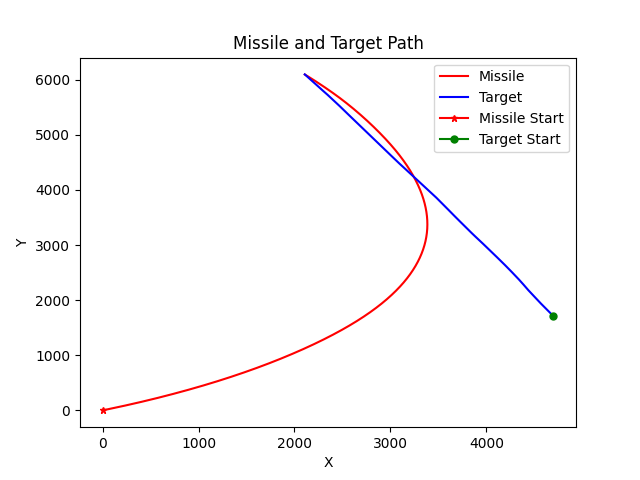 Missile and Target Path
Missile
Target
Missile Start
Target Start
6000
5000
4000
3000
2000
1000
0
Y
0 1000 2000 3000 4000
X